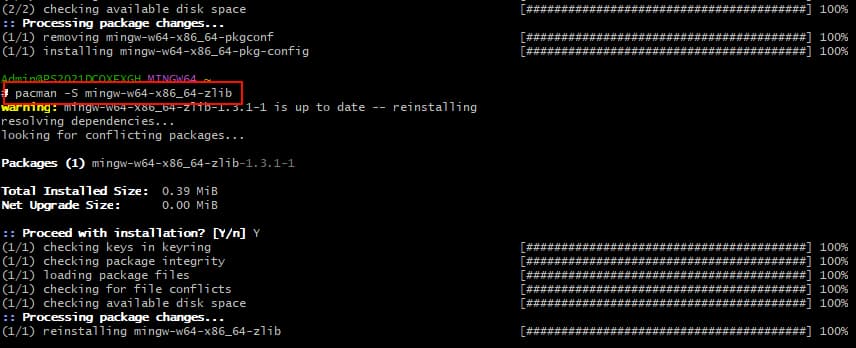 (2/2) checking available disk space [########################################] 100%
:: Processing package changes...
(1/1) removing mingw-w64-x86_64-pkgconf [########################################] 100%
(1/1) installing mingw-w64-x86_64-pkg-config [########################################] 100%
Admin@PS2021DCQXEXGH MINGW64 ~
# pacman -S mingw-w64-x86_64-zlib
warning: mingw-w64-x86_64-zlib-1.3.1-1 is up to date -- reinstalling
resolving dependencies...
looking for conflicting packages...
Packages (1) mingw-w64-x86_64-zlib-1.3.1-1
Total Installed Size: 0.39 MiB
Net Upgrade Size: 0.00 MiB
:: Proceed with installation? [Y/n] Y
(1/1) checking keys in keyring [########################################] 100%
(1/1) checking package integrity [########################################] 100%
(1/1) loading package files [########################################] 100%
(1/1) checking for file conflicts [########################################] 100%
(1/1) checking available disk space [########################################] 100%
:: Processing package changes...
(1/1) reinstalling mingw-w64-x86_64-zlib [########################################] 100%